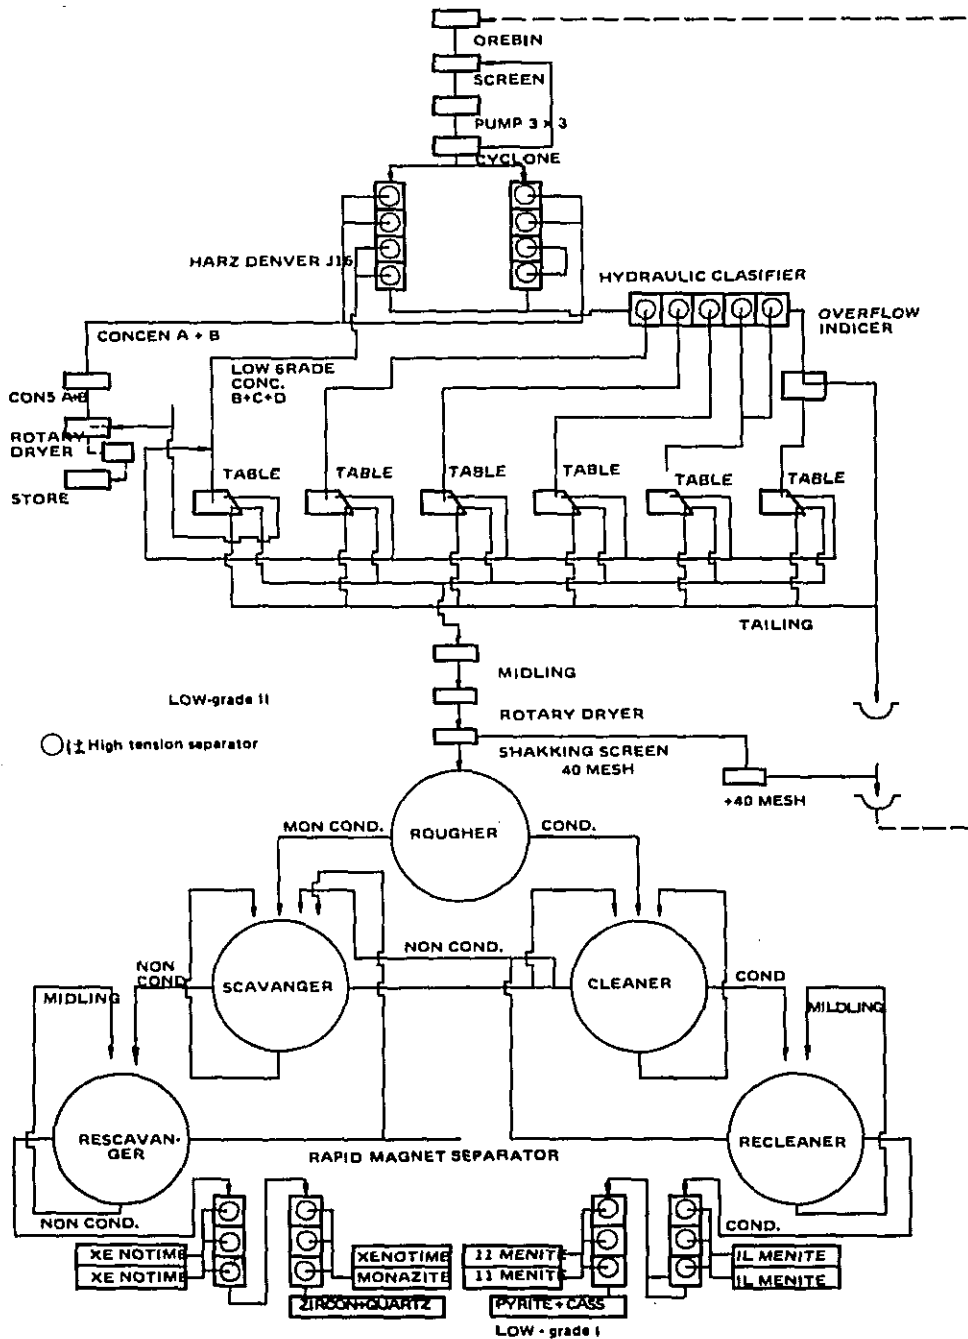 OREBIN
SCREEN
PUMP 3 × 3
CYCLONE
HARZ DENVER J16
HYDRAULIC CLASIFIER
OVERFLOW
INDICER
CONCEN A + B
LOW GRADE
CONC.
B+C+D
CONS A+B
ROTARY
DRYER
STORE
TABLE
TABLE
TABLE
TABLE
TABLE
TABLE
TAILING
MIDLING
LOW-grade II
ROTARY DRYER
○は High tension separator
SHAKKING SCREEN
40 MESH
+40 MESH
MON COND.
ROUGHER
COND.
NON COND.
NON
COND
SCAVANGER
CLEANER
COND
MIDLING
MILDLING
RESCAVAN-
GER
RECLEANER
RAPID MAGNET SEPARATOR
NON COND.
COND.
XE NOTIME
XENOTIME
11 MENITE
IL MENITE
XE NOTIME
MONAZITE
11 MENITE
IL MENITE
ZIRCON+QUARTZ
PYRITE + CASS
LOW - grade I